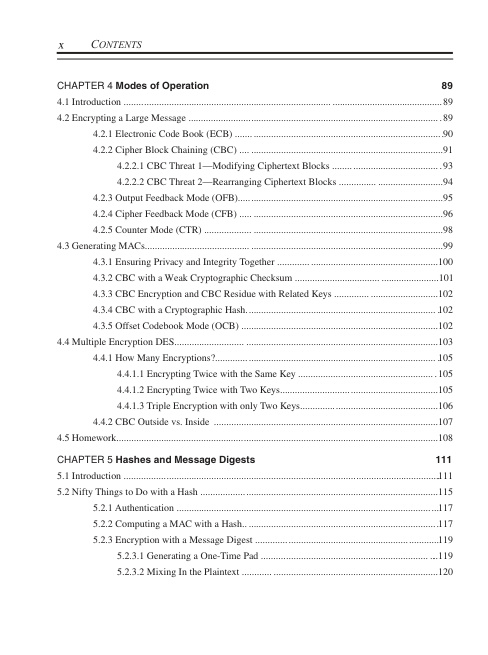 x CONTENTS
CHAPTER 4 Modes of Operation 89
4.1 Introduction 89
4.2 Encrypting a Large Message 89
4.2.1 Electronic Code Book (ECB) 90
4.2.2 Cipher Block Chaining (CBC) 91
4.2.2.1 CBC Threat 1—Modifying Ciphertext Blocks 93
4.2.2.2 CBC Threat 2—Rearranging Ciphertext Blocks 94
4.2.3 Output Feedback Mode (OFB) 95
4.2.4 Cipher Feedback Mode (CFB) 96
4.2.5 Counter Mode (CTR) 98
4.3 Generating MACs 99
4.3.1 Ensuring Privacy and Integrity Together 100
4.3.2 CBC with a Weak Cryptographic Checksum 101
4.3.3 CBC Encryption and CBC Residue with Related Keys 102
4.3.4 CBC with a Cryptographic Hash 102
4.3.5 Offset Codebook Mode (OCB) 102
4.4 Multiple Encryption DES 103
4.4.1 How Many Encryptions? 105
4.4.1.1 Encrypting Twice with the Same Key 105
4.4.1.2 Encrypting Twice with Two Keys 105
4.4.1.3 Triple Encryption with only Two Keys 106
4.4.2 CBC Outside vs. Inside 107
4.5 Homework 108
CHAPTER 5 Hashes and Message Digests 111
5.1 Introduction 111
5.2 Nifty Things to Do with a Hash 115
5.2.1 Authentication 117
5.2.2 Computing a MAC with a Hash 117
5.2.3 Encryption with a Message Digest 119
5.2.3.1 Generating a One-Time Pad 119
5.2.3.2 Mixing In the Plaintext 120